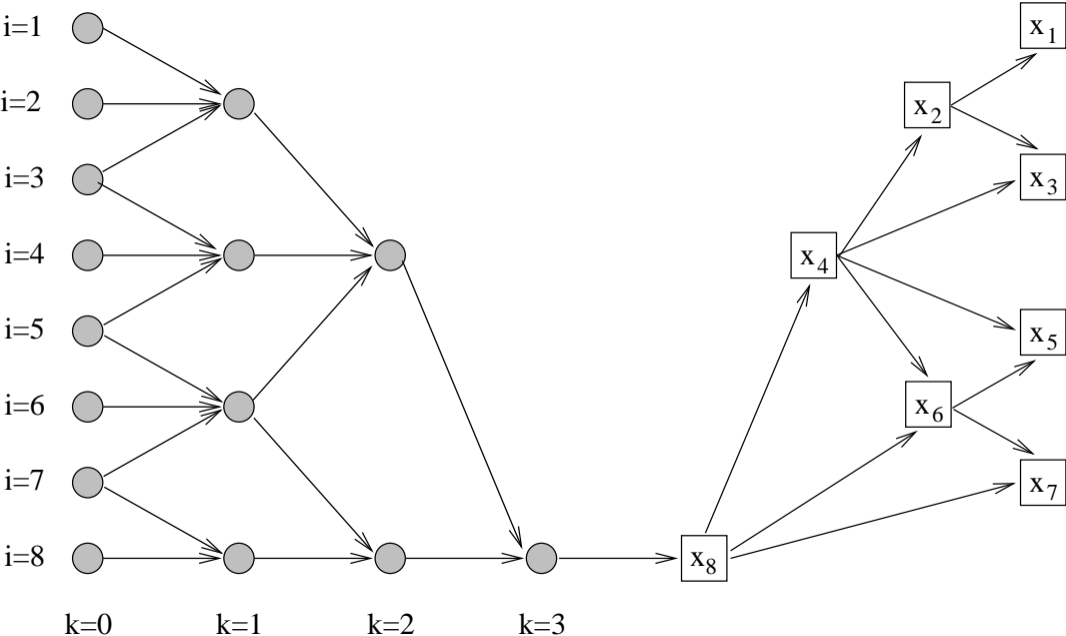 i=1
x₁
i=2
x₂
i=3
x₃
i=4
x₄
i=5
x₅
i=6
x₆
i=7
x₇
i=8
x₈
k=0 k=1 k=2 k=3